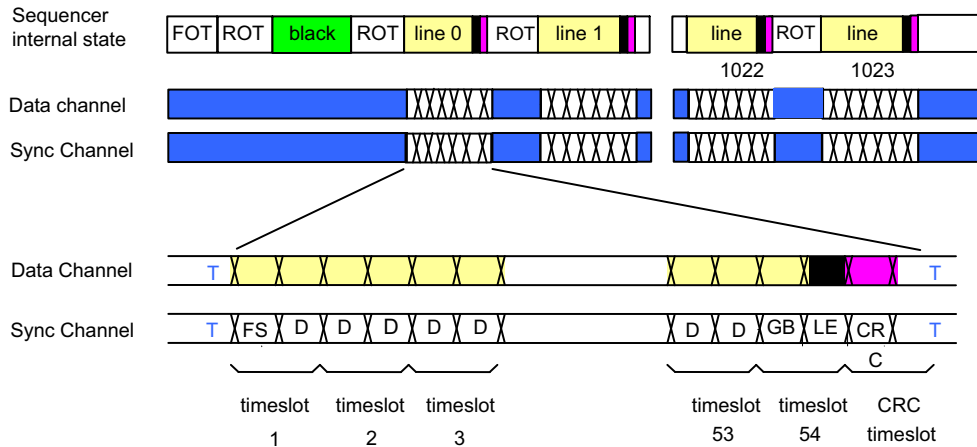 Sequencer
internal state
FOT ROT black ROT line 0 ROT line 1 line ROT line
1022 1023
Data channel
Sync Channel
Data Channel T T
Sync Channel T FS D D D D D D D GB LE CR T
C
timeslot timeslot timeslot timeslot timeslot CRC
1 2 3 53 54 timeslot